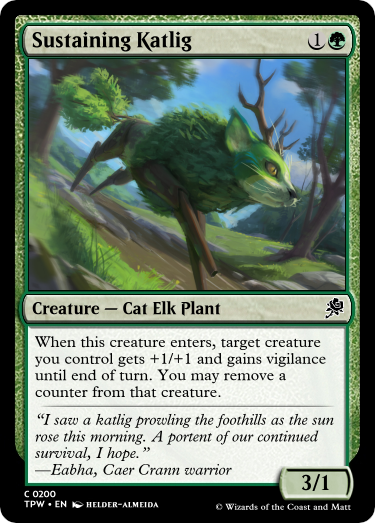 Sustaining Katlig 1
Creature — Cat Elk Plant
When this creature enters, target creature
you control gets +1/+1 and gains vigilance
until end of turn. You may remove a
counter from that creature.
“I saw a katlig prowling the foothills as the sun
rose this morning. A portent of our continued
survival, I hope.”
—Eabha, Caer Crann warrior
3/1
C 0200
TPW • EN HELDER-ALMEIDA
© Wizards of the Coast and Matt